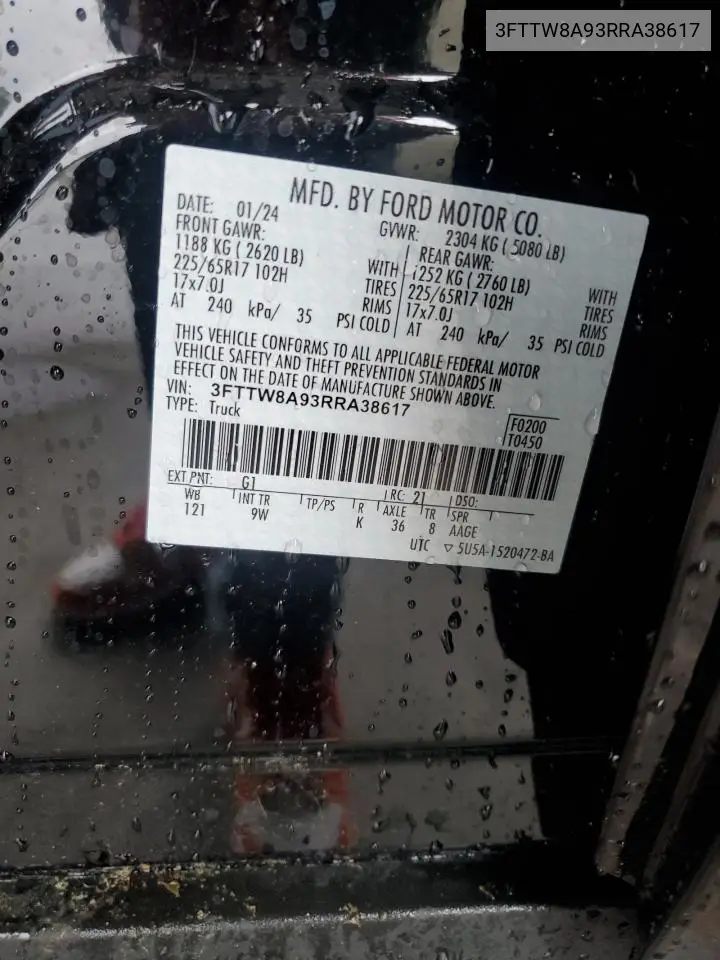 3FTTW8A93RRA38617
MFD. BY FORD MOTOR CO.
DATE: 01/24 GVWR: 2304 KG ( 5080 LB)
FRONT GAWR: REAR GAWR:
1188 KG ( 2620 LB) WITH 1252 KG ( 2760 LB) WITH
225/65R17 102H TIRES 225/65R17 102H TIRES
17x7.0J RIMS 17x7.0J RIMS
AT 240 kPa/ 35 PSI COLD AT 240 kPa/ 35 PSI COLD
THIS VEHICLE CONFORMS TO ALL APPLICABLE FEDERAL MOTOR
VEHICLE SAFETY AND THEFT PREVENTION STANDARDS IN
EFFECT ON THE DATE OF MANUFACTURE SHOWN ABOVE.
VIN: 3FTTW8A93RRA38617
TYPE: Truck
F0200
T0450
EXT PNT: G1 RC: 21 DSO:
WB INT TR TP/PS R AXLE TR SPR
121 9W K 36 8 AAGE
UTC ▽ 5U5A-1520472-BA